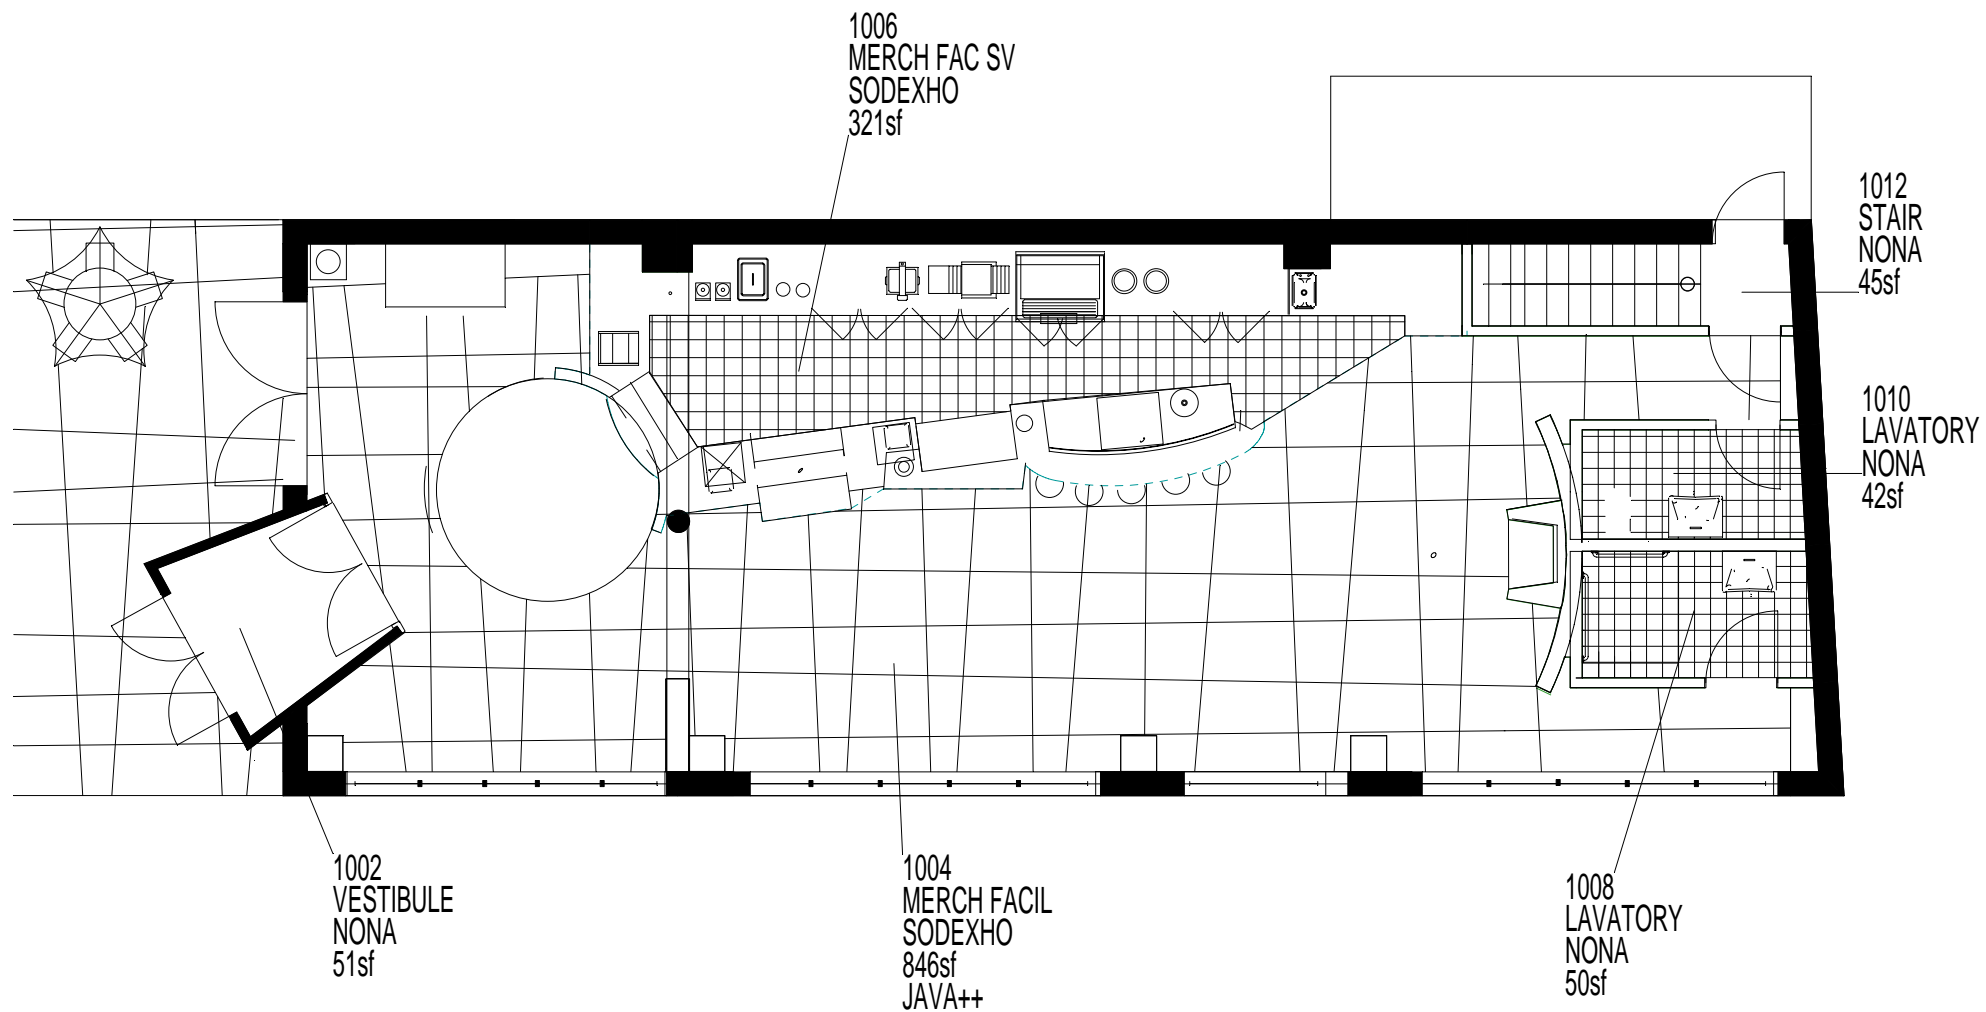 1006
MERCH FAC SV
SODEXHO
321sf
1012
STAIR
NONA
45sf
1010
LAVATORY
NONA
42sf
1002
VESTIBULE
NONA
51sf
1004
MERCH FACIL
SODEXHO
846sf
JAVA++
1008
LAVATORY
NONA
50sf